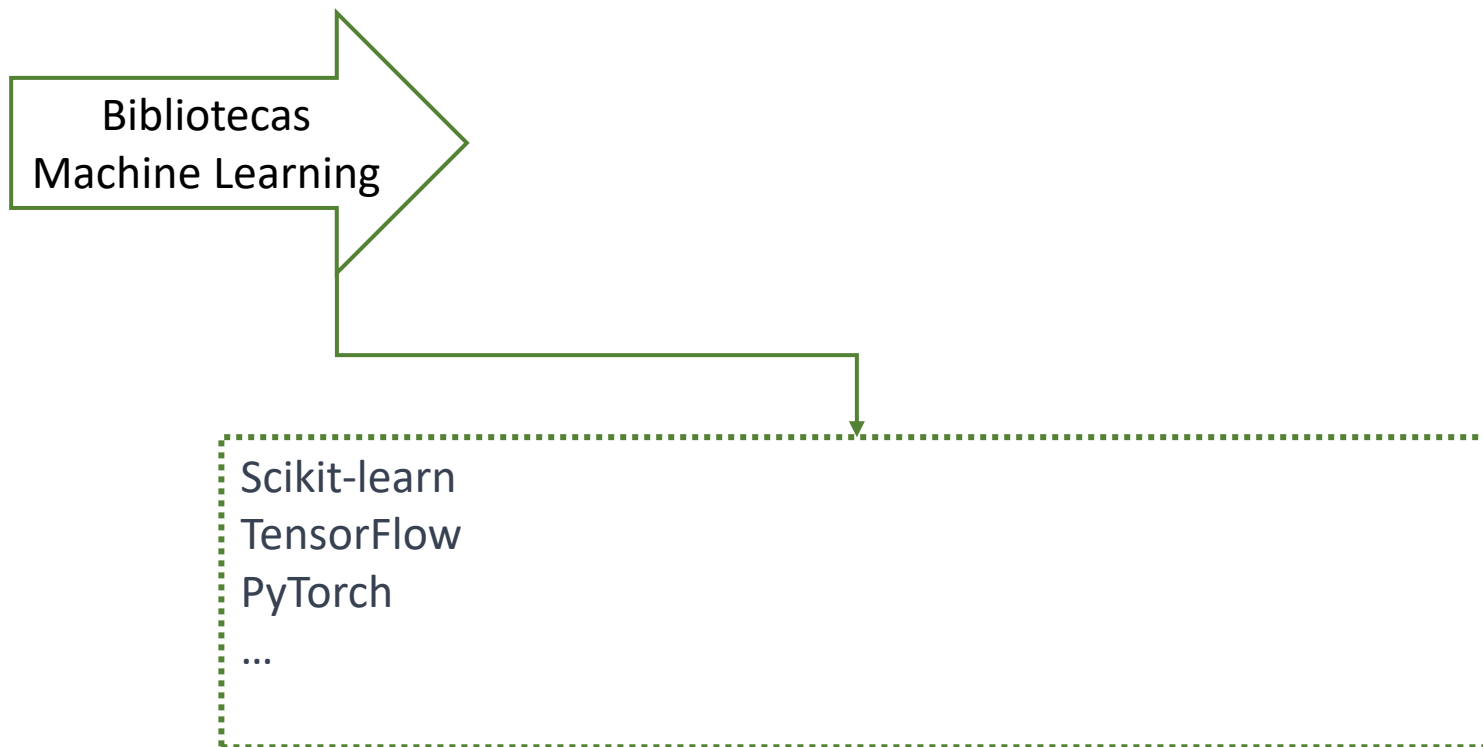 Bibliotecas
Machine Learning
Scikit-learn
TensorFlow
PyTorch
...